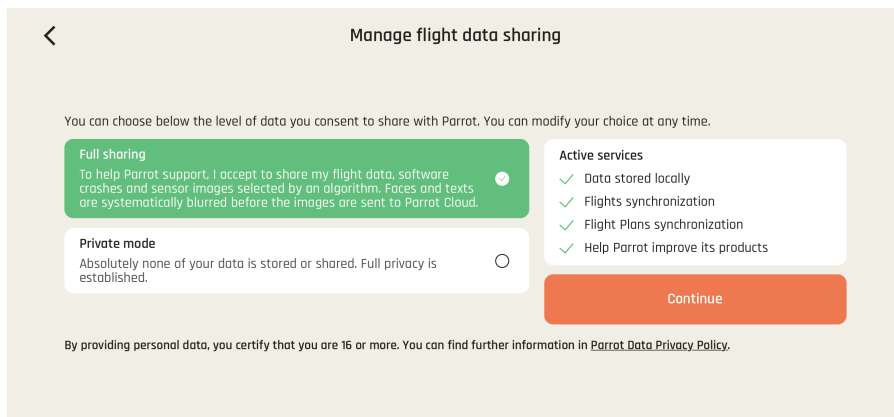 Manage flight data sharing
You can choose below the level of data you consent to share with Parrot. You can modify your choice at any time.
Full sharing
To help Parrot support, I accept to share my flight data, software
crashes and sensor images selected by an algorithm. Faces and texts
are systematically blurred before the images are sent to Parrot Cloud.
Private mode
Absolutely none of your data is stored or shared. Full privacy is
established.
Active services
Data stored locally
Flights synchronization
Flight Plans synchronization
Help Parrot improve its products
Continue
By providing personal data, you certify that you are 16 or more. You can find further information in Parrot Data Privacy Policy.